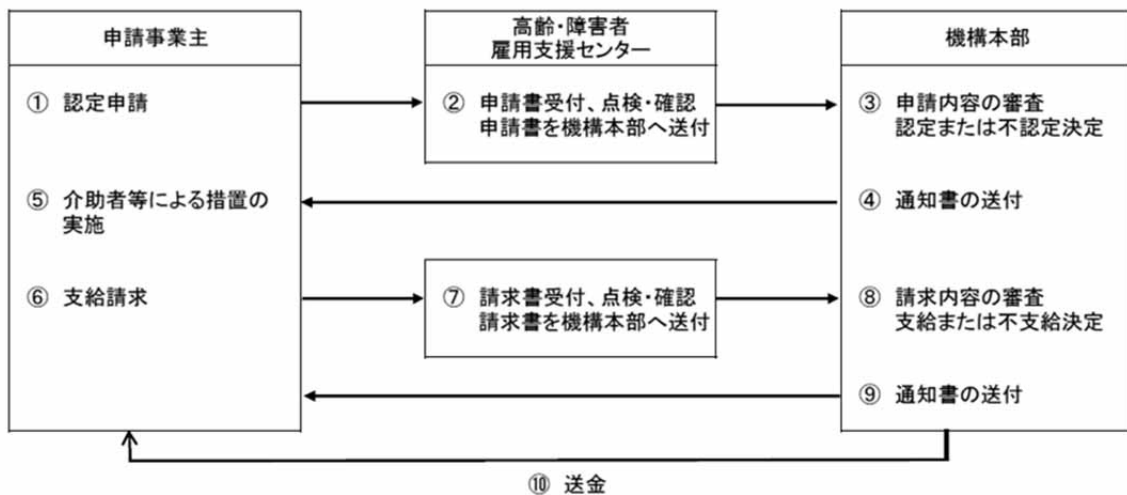 申請事業主
高齢・障害者
雇用支援センター
機構本部
① 認定申請
② 申請書受付、点検・確認
申請書を機構本部へ送付
③ 申請内容の審査
認定または不認定決定
④ 通知書の送付
⑤ 介助者等による措置の
実施
⑥ 支給請求
⑦ 請求書受付、点検・確認
請求書を機構本部へ送付
⑧ 請求内容の審査
支給または不支給決定
⑨ 通知書の送付
⑩ 送金